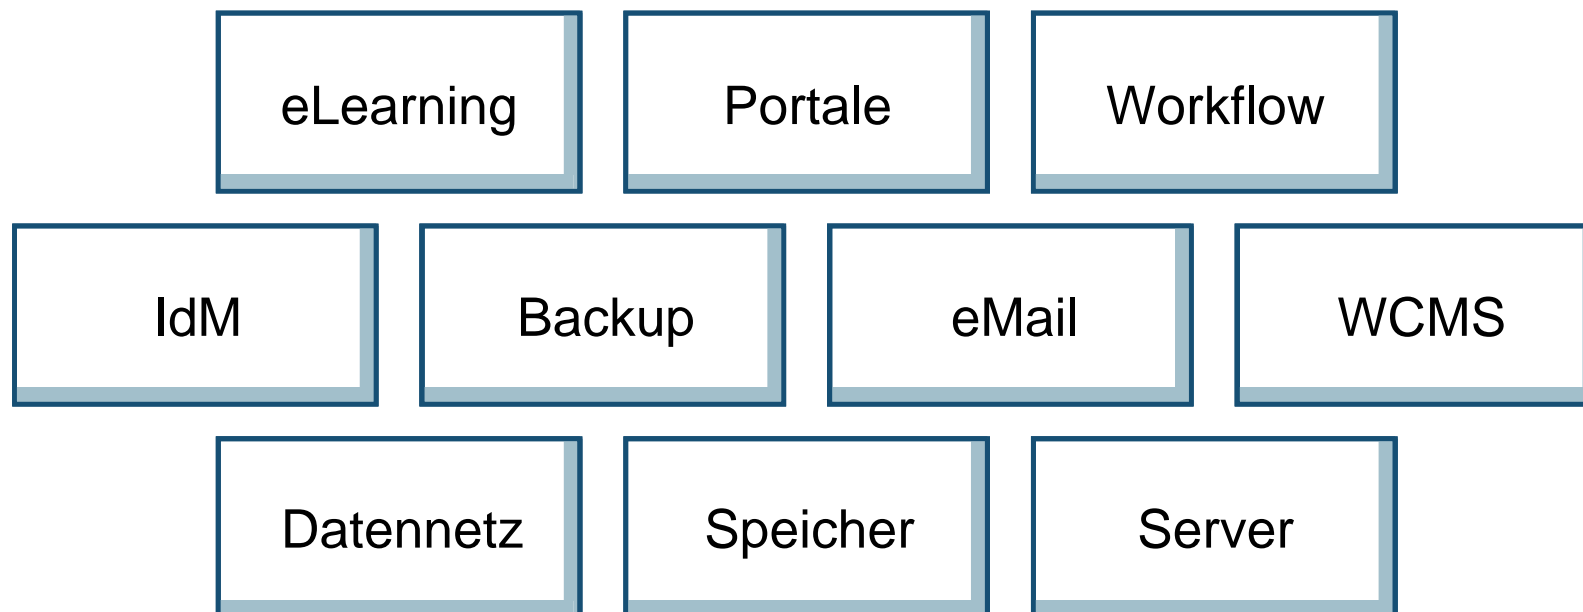 eLearning
Portale
Workflow
IdM
Backup
eMail
WCMS
Datennetz
Speicher
Server